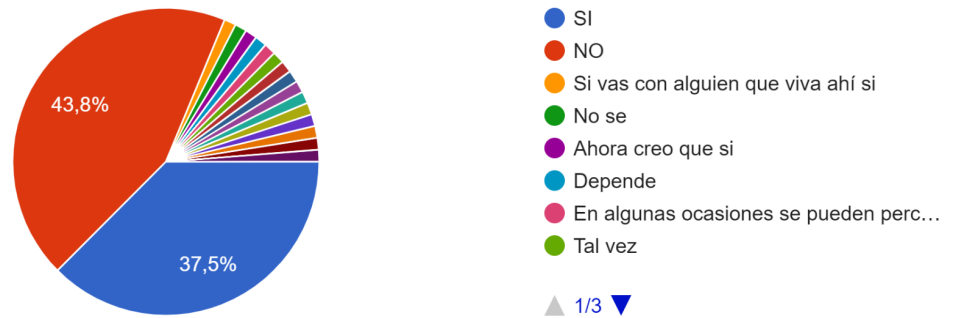 43,8%
37,5%
SI
NO
Si vas con alguien que viva ahí si
No se
Ahora creo que si
Depende
En algunas ocasiones se pueden perc…
Tal vez
1/3